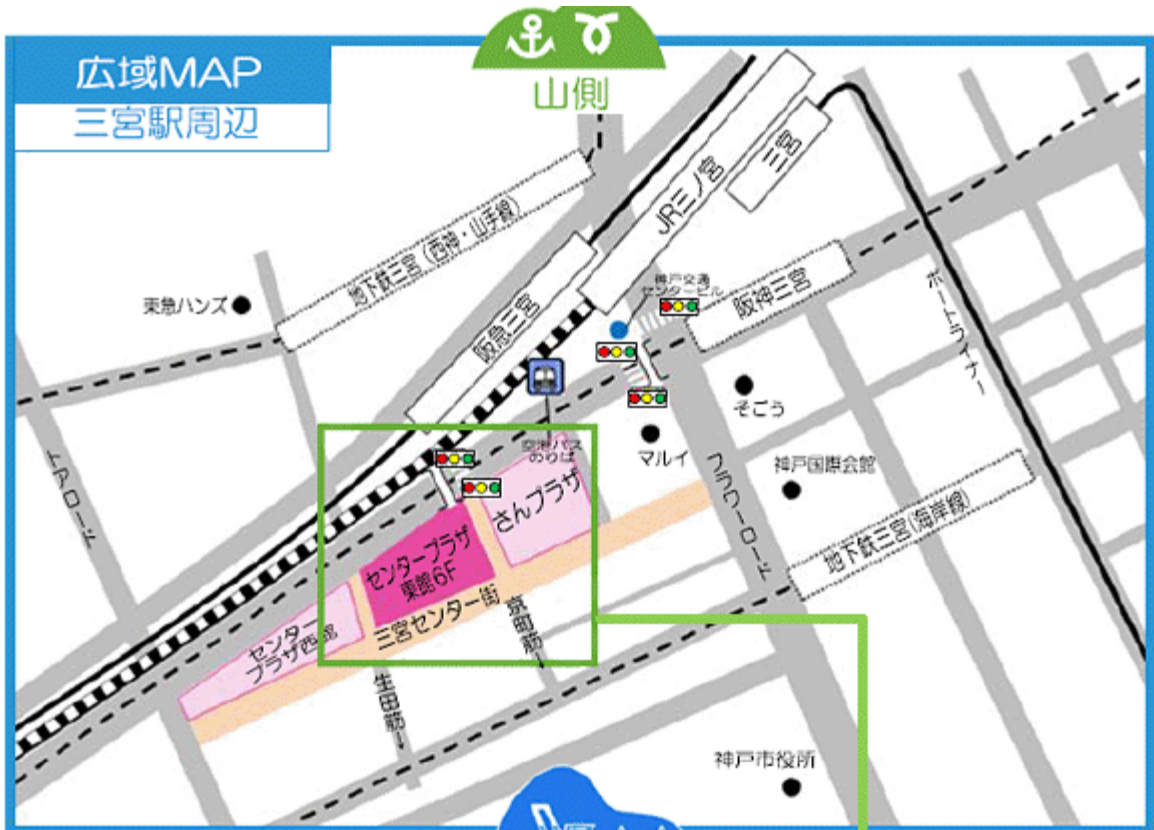 広域MAP
三宮駅周辺
山側
三宮
JR三ノ宮
地下鉄三宮(西神・山手線)
東急ハンズ
阪急三宮
神戸交通
センタービル
阪神三宮
ポートライナー
そごう
マルイ
空港バス
のりば
神戸国際会館
フラワーロード
トアロード
さんプラザ
センタープラザ
東館6F
地下鉄三宮(海岸線)
三宮センター街
京町筋→
センター
プラザ西館
生田筋→
神戸市役所